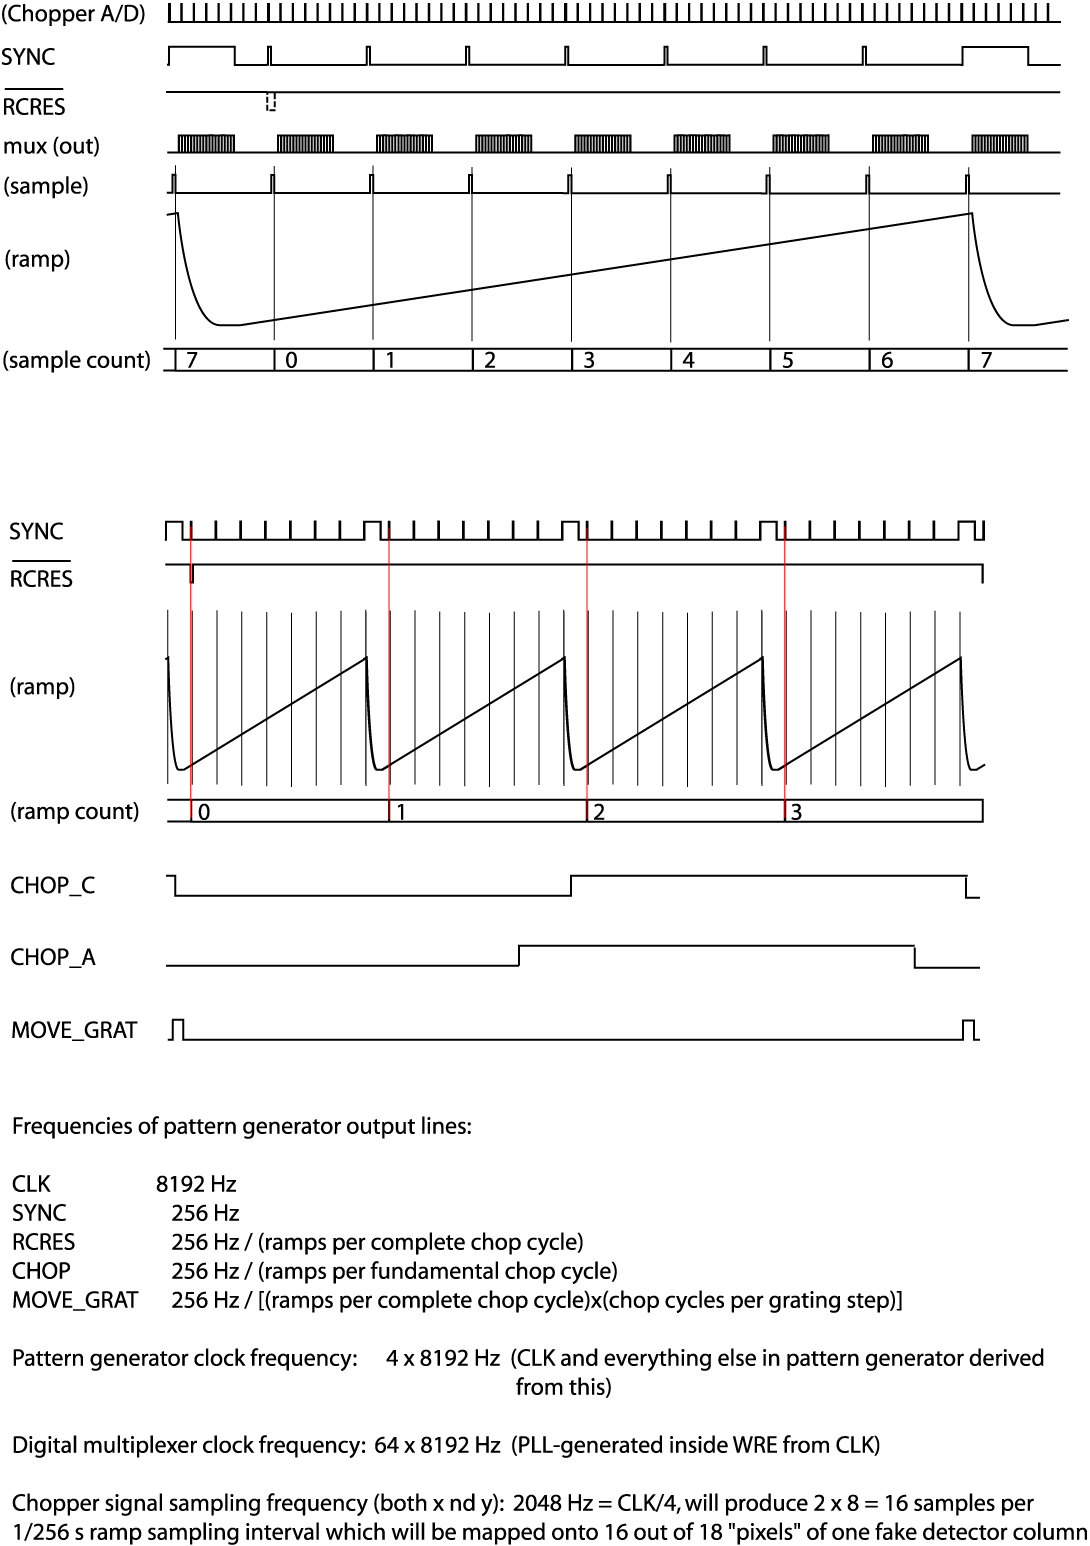 (Chopper A/D)
SYNC
RCRES
mux (out)
(sample)
(ramp)
(sample count) 7 0 1 2 3 4 5 6 7
SYNC
RCRES
(ramp)
(ramp count) 0 1 2 3
CHOP_C
CHOP_A
MOVE_GRAT
Frequencies of pattern generator output lines:
CLK 8192 Hz
SYNC 256 Hz
RCRES 256 Hz / (ramps per complete chop cycle)
CHOP 256 Hz / (ramps per fundamental chop cycle)
MOVE_GRAT 256 Hz / [(ramps per complete chop cycle)x(chop cycles per grating step)]
Pattern generator clock frequency: 4 x 8192 Hz (CLK and everything else in pattern generator derived
from this)
Digital multiplexer clock frequency: 64 x 8192 Hz (PLL-generated inside WRE from CLK)
Chopper signal sampling frequency (both x nd y): 2048 Hz = CLK/4, will produce 2 x 8 = 16 samples per
1/256 s ramp sampling interval which will be mapped onto 16 out of 18 "pixels" of one fake detector column